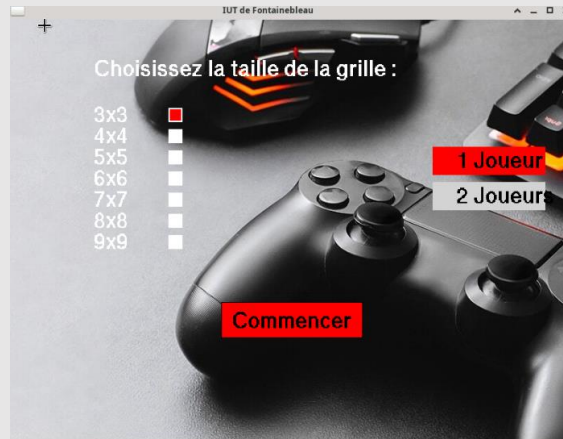 IUT de Fontainebleau
Choisissez la taille de la grille :
3x3
4x4
5x5
6x6
7x7
8x8
9x9
1 Joueur
2 Joueurs
Commencer